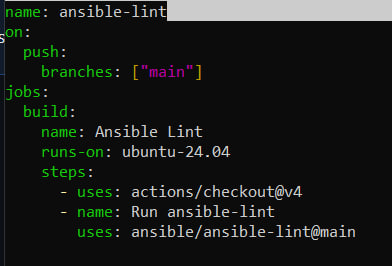 name: ansible-lint
on:
  push:
    branches: ["main"]
jobs:
  build:
    name: Ansible Lint
    runs-on: ubuntu-24.04
    steps:
      - uses: actions/checkout@v4
      - name: Run ansible-lint
        uses: ansible/ansible-lint@main